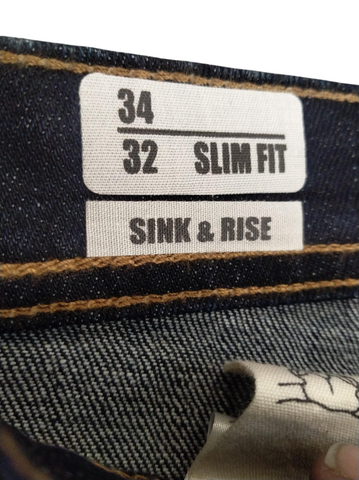 34
32 SLIM FIT
SINK & RISE